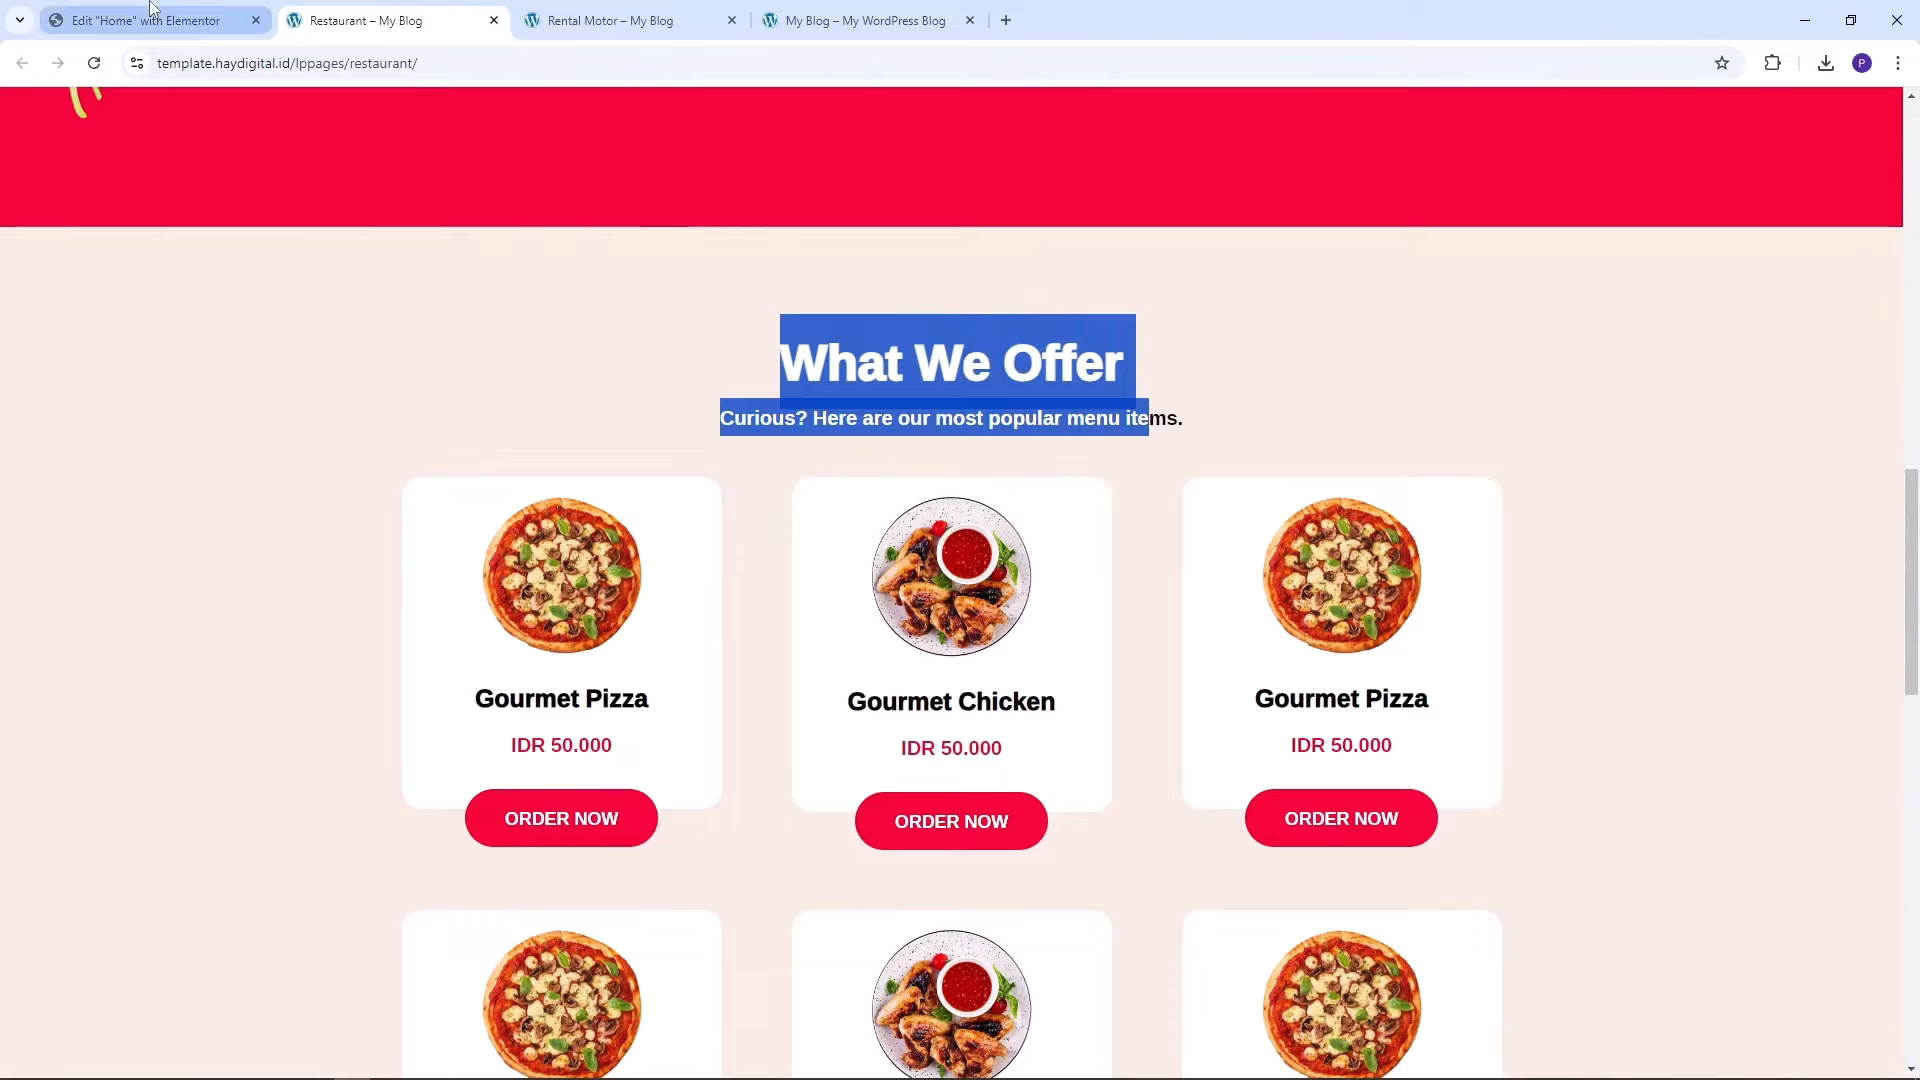 Edit "Home" with Elementor
Restaurant – My Blog
Rental Motor – My Blog
My Blog – My WordPress Blog
template.haydigital.id/lppages/restaurant/
P
What We Offer
Curious? Here are our most popular menu items.
Gourmet Pizza
Gourmet Chicken
Gourmet Pizza
IDR 50.000
IDR 50.000
IDR 50.000
ORDER NOW
ORDER NOW
ORDER NOW